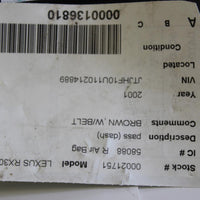 Stock # 00021751 Model LEXUS RX30
IC # 58088 R Air Bag
Description pass (dash)
Comments BROWN ,W/BELT
Year 2001
VIN JTJHF10U110214889
Located
Condition
A B C
0000136810